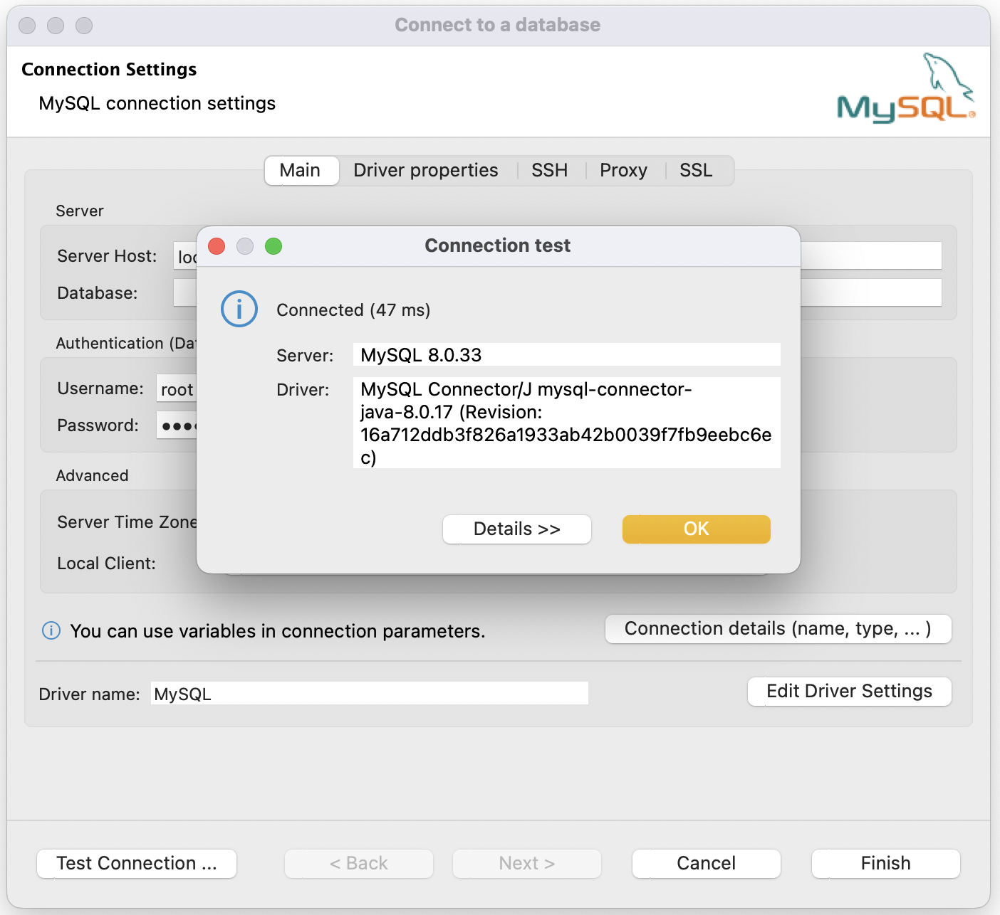 Connect to a database
Connection Settings
MySQL connection settings
MySQL®
Main Driver properties SSH Proxy SSL
Server
Server Host:
Database:
Authentication
Username: root
Password: ●●●
Advanced
Server Time Zone
Local Client:
Connection test
Connected (47 ms)
Server: MySQL 8.0.33
Driver: MySQL Connector/J mysql-connector-
java-8.0.17 (Revision:
16a712ddb3f826a1933ab42b0039f7fb9eebc6e
c)
Details >> OK
You can use variables in connection parameters.
Connection details (name, type, ... )
Driver name: MySQL
Edit Driver Settings
Test Connection ... < Back Next > Cancel Finish